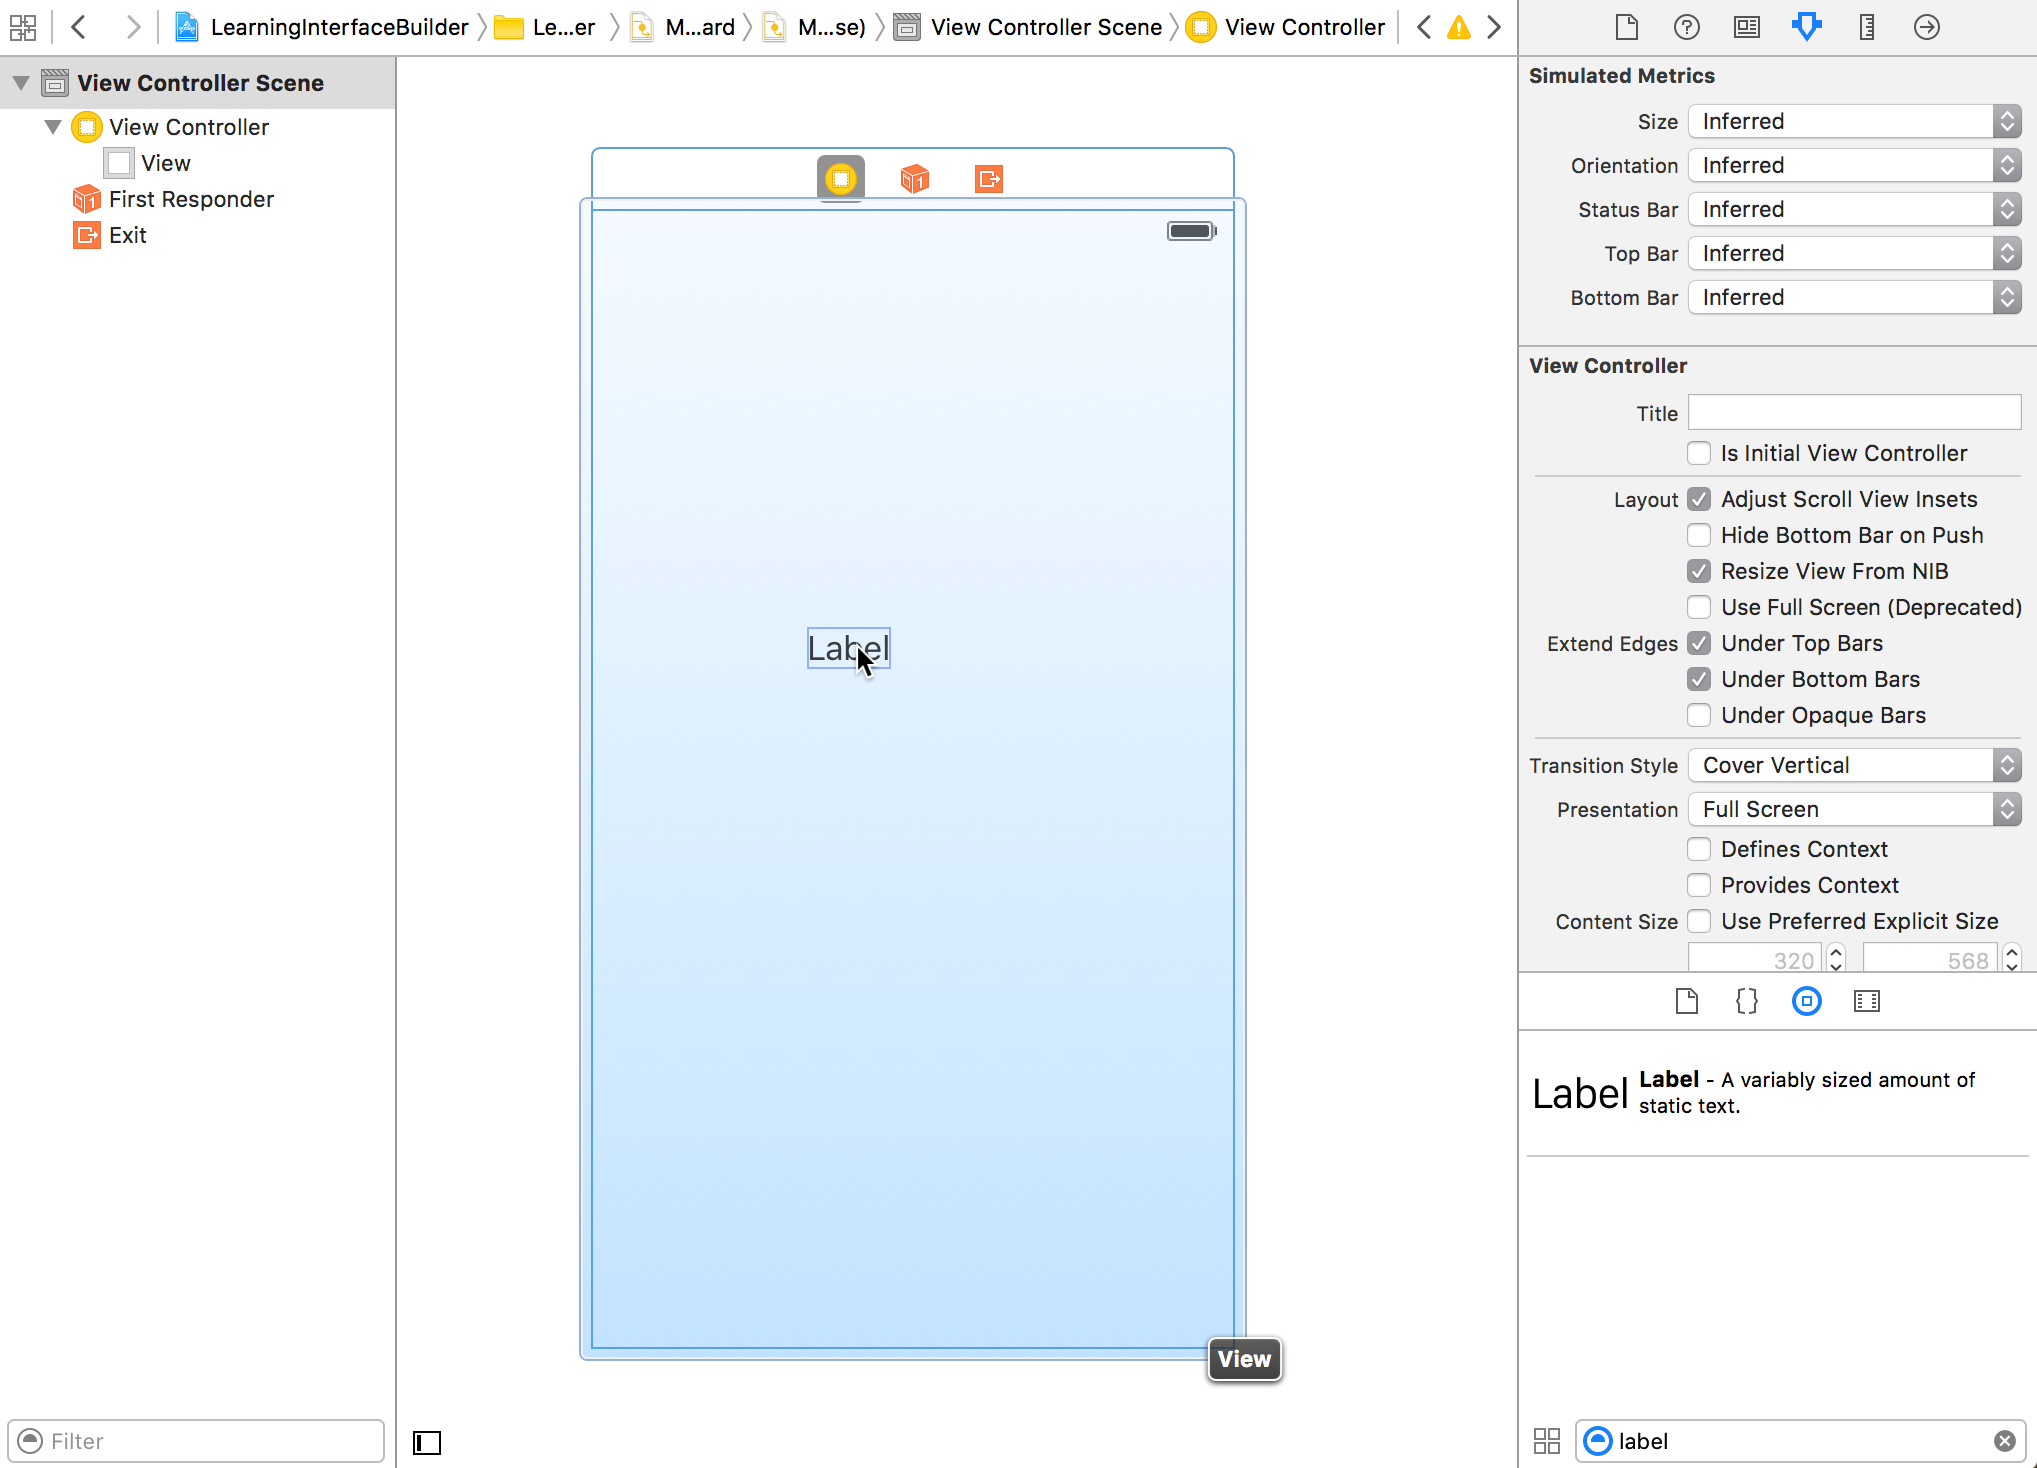 LearningInterfaceBuilder Le...er M...ard M...se) View Controller Scene View Controller
View Controller Scene
View Controller
View
First Responder
Exit
Filter
Label
View
Simulated Metrics
Size Inferred
Orientation Inferred
Status Bar Inferred
Top Bar Inferred
Bottom Bar Inferred
View Controller
Title
Is Initial View Controller
Layout Adjust Scroll View Insets
Hide Bottom Bar on Push
Resize View From NIB
Use Full Screen (Deprecated)
Extend Edges Under Top Bars
Under Bottom Bars
Under Opaque Bars
Transition Style Cover Vertical
Presentation Full Screen
Defines Context
Provides Context
Content Size Use Preferred Explicit Size
320 568
{}
Label Label - A variably sized amount of
static text.
label